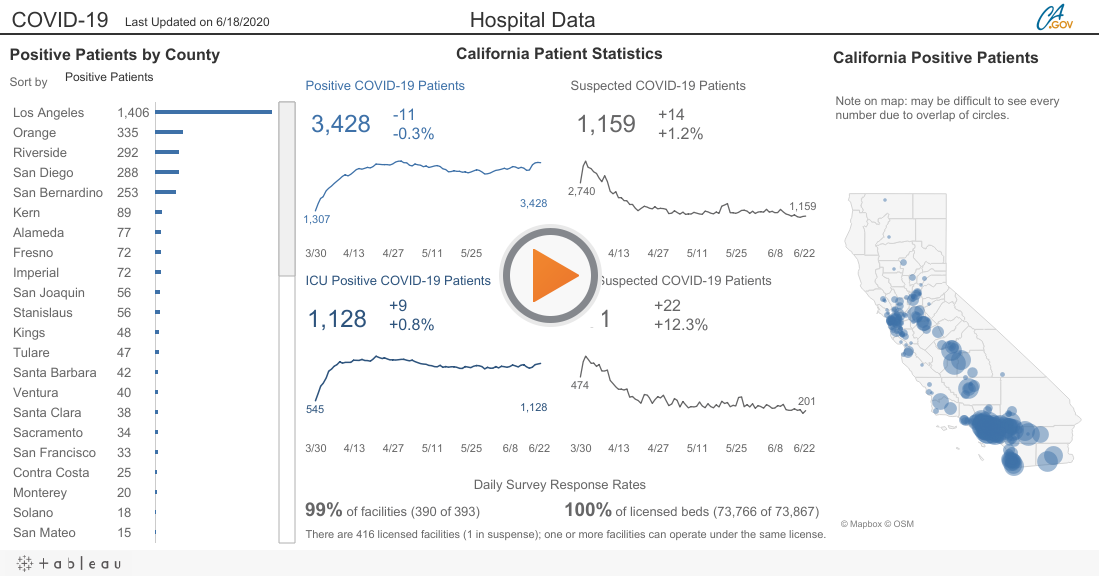 COVID-19 Last Updated on 6/18/2020
Hospital Data
CA.GOV
Positive Patients by County
Sort by Positive Patients
Los Angeles 1,406
Orange 335
Riverside 292
San Diego 288
San Bernardino 253
Kern 89
Alameda 77
Fresno 72
Imperial 72
San Joaquin 56
Stanislaus 56
Kings 48
Tulare 47
Santa Barbara 42
Ventura 40
Santa Clara 38
Sacramento 34
San Francisco 33
Contra Costa 25
Monterey 20
Solano 18
San Mateo 15
California Patient Statistics
Positive COVID-19 Patients
3,428
-11
-0.3%
1,307
3,428
3/30 4/13 4/27 5/11 5/25
Suspected COVID-19 Patients
1,159
+14
+1.2%
2,740
1,159
4/13 4/27 5/11 5/25 6/8 6/22
ICU Positive COVID-19 Patients
1,128
+9
+0.8%
545
1,128
3/30 4/13 4/27 5/11 5/25 6/8 6/22
Suspected COVID-19 Patients
1
+22
+12.3%
474
201
3/30 4/13 4/27 5/11 5/25 6/8 6/22
Daily Survey Response Rates
99% of facilities (390 of 393)
100% of licensed beds (73,766 of 73,867)
There are 416 licensed facilities (1 in suspense); one or more facilities can operate under the same license.
California Positive Patients
Note on map: may be difficult to see every
number due to overlap of circles.
© Mapbox © OSM
+ableau